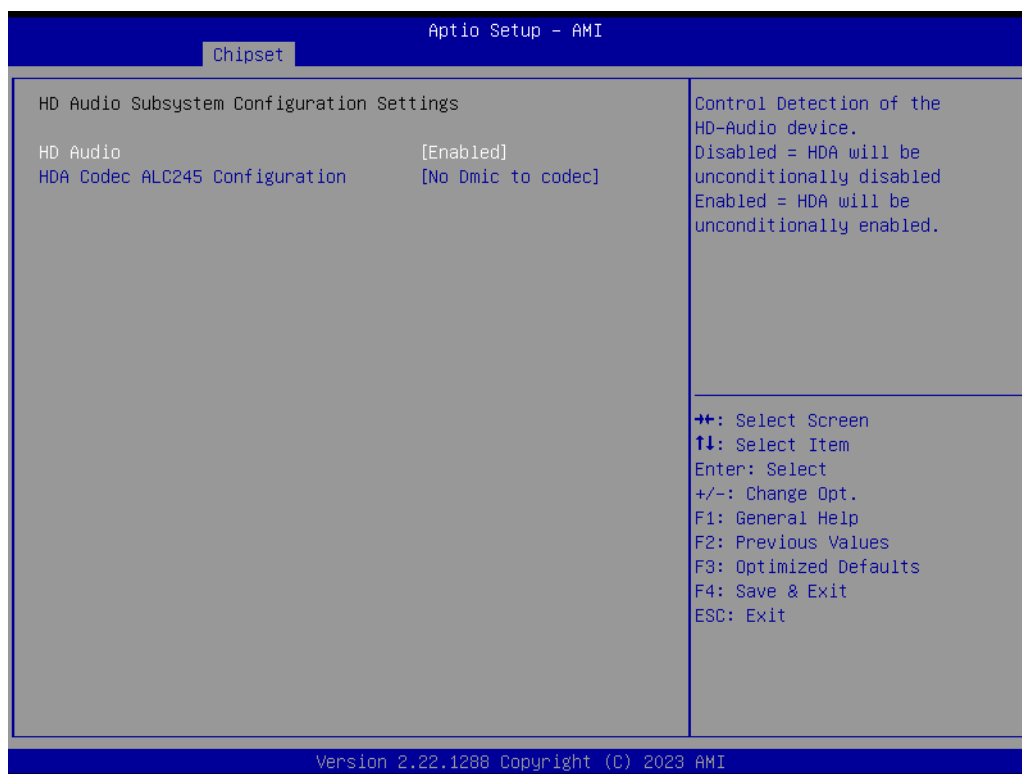 Aptio Setup - AMI
Chipset
HD Audio Subsystem Configuration Settings
HD Audio [Enabled]
HDA Codec ALC245 Configuration [No Dmic to codec]
Control Detection of the
HD-Audio device.
Disabled = HDA will be
unconditionally disabled
Enabled = HDA will be
unconditionally enabled.
→←: Select Screen
↑↓: Select Item
Enter: Select
+/-: Change Opt.
F1: General Help
F2: Previous Values
F3: Optimized Defaults
F4: Save & Exit
ESC: Exit
Version 2.22.1288 Copyright (C) 2023 AMI